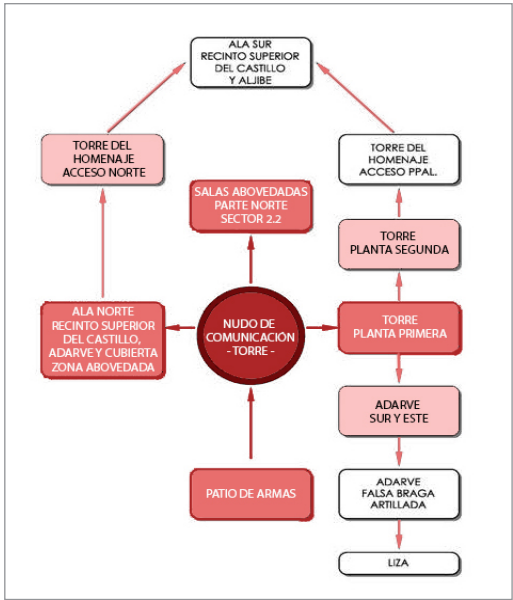 ALA SUR
RECINTO SUPERIOR
DEL CASTILLO
Y ALJIBE
TORRE DEL
HOMENAJE
ACCESO NORTE
TORRE DEL
HOMENAJE
ACCESO PPAL.
SALAS ABOVEDADAS
PARTE NORTE
SECTOR 2.2
TORRE
PLANTA SEGUNDA
ALA NORTE
RECINTO SUPERIOR
DEL CASTILLO,
ADARVE Y CUBIERTA
ZONA ABOVEDADA
NUDO DE
COMUNICACIÓN
- TORRE -
TORRE
PLANTA PRIMERA
ADARVE
SUR Y ESTE
PATIO DE ARMAS
ADARVE
FALSA BRAGA
ARTILLADA
LIZA